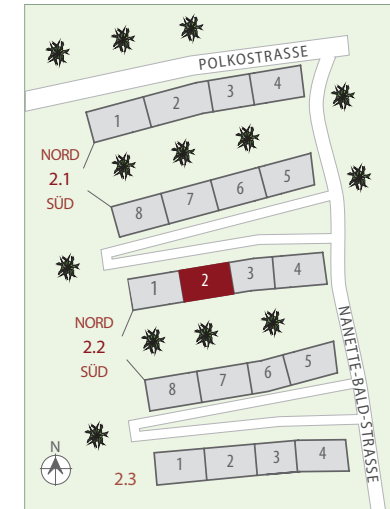 POLKOSTRASSE
1 2 3 4
NORD
2.1
SÜD
8 7 6 5
1 2 3 4
NORD
2.2
SÜD
8 7 6 5
NANETTE-BALD-STRASSE
N
2.3
1 2 3 4